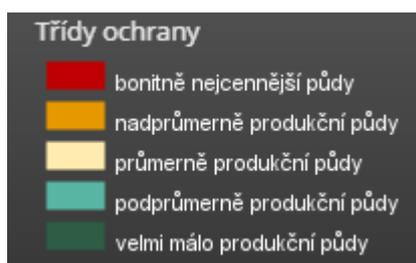 Třídy ochrany
bonitně nejcennější půdy
nadprůmerně produkční půdy
průmerně produkční půdy
podprůmerně produkční půdy
velmi málo produkční půdy